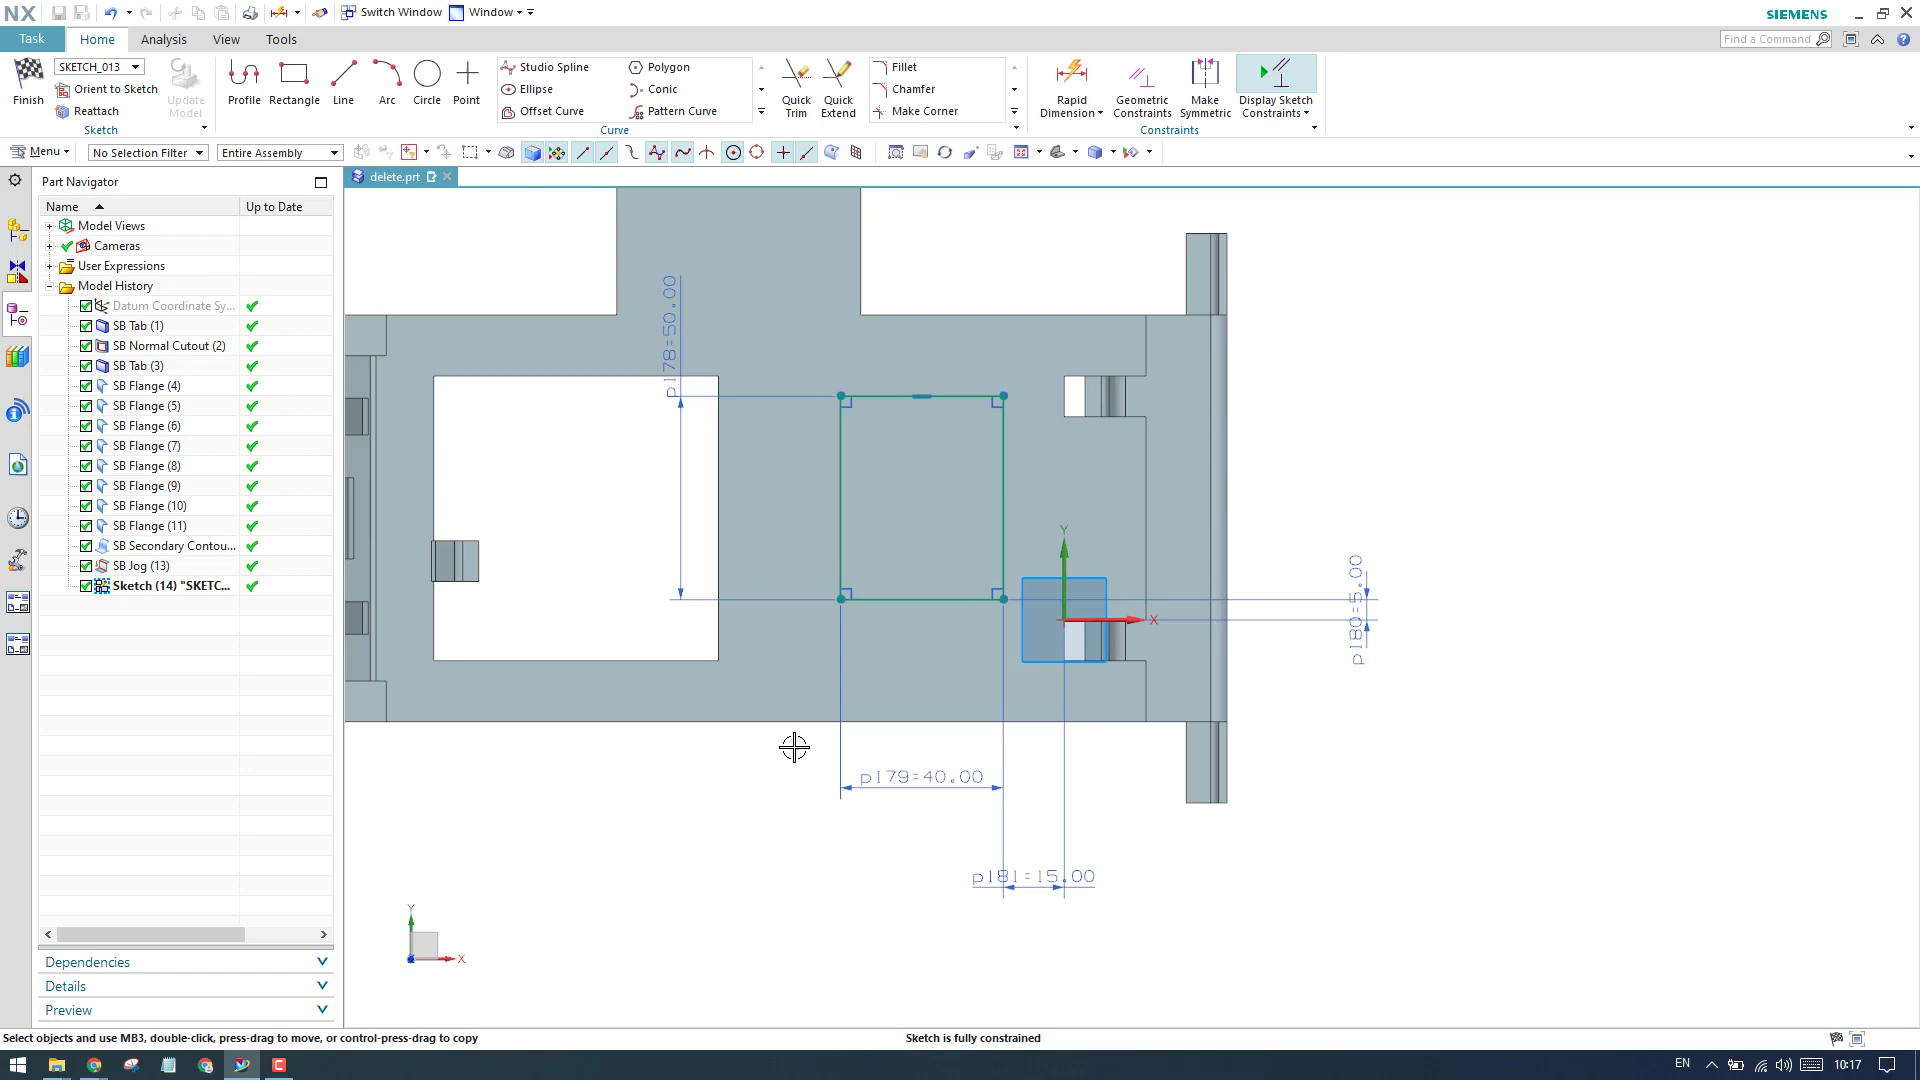 NX
Switch Window
Window
SIEMENS
Task
Home
Analysis
View
Tools
Find a Command
Finish
SKETCH_013
Orient to Sketch
Reattach
Update Model
Sketch
Profile
Rectangle
Line
Arc
Circle
Point
Studio Spline
Ellipse
Offset Curve
Polygon
Conic
Pattern Curve
Quick Trim
Quick Extend
Fillet
Chamfer
Make Corner
Curve
Rapid Dimension
Geometric Constraints
Make Symmetric
Display Sketch Constraints
Constraints
Menu
No Selection Filter
Entire Assembly
Part Navigator
delete.prt
Name
Up to Date
Model Views
Cameras
User Expressions
Model History
Datum Coordinate Sy...
SB Tab (1)
SB Normal Cutout (2)
SB Tab (3)
SB Flange (4)
SB Flange (5)
SB Flange (6)
SB Flange (7)
SB Flange (8)
SB Flange (9)
SB Flange (10)
SB Flange (11)
SB Secondary Contou...
SB Jog (13)
Sketch (14) "SKETC...
Dependencies
Details
Preview
p178=50.00
Y
X
p180=5.00
p179=40.00
p181=15.00
Y
X
Select objects and use MB3, double-click, press-drag to move, or control-press-drag to copy
Sketch is fully constrained
EN
10:17